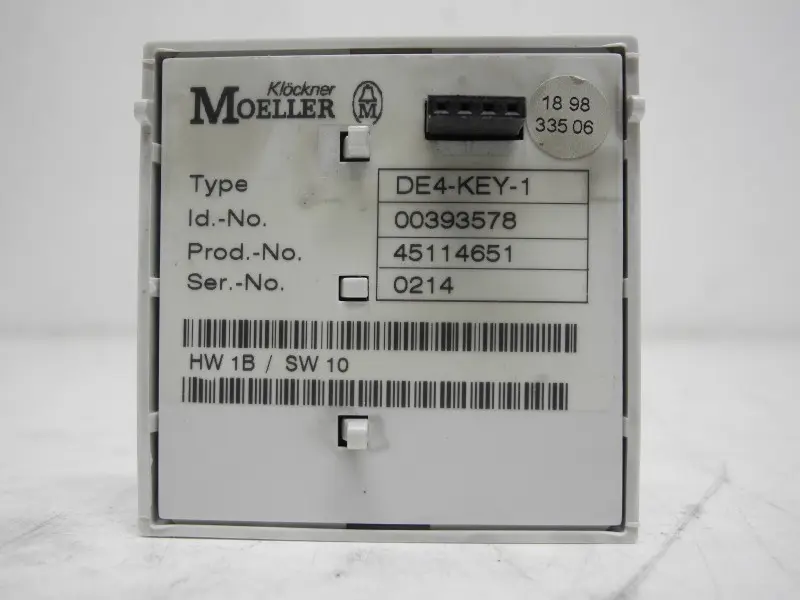 Klöckner
MOELLER
M
18 98
335 06
Type DE4-KEY-1
Id.-No. 00393578
Prod.-No. 45114651
Ser.-No. 0214
HW 1B / SW 10